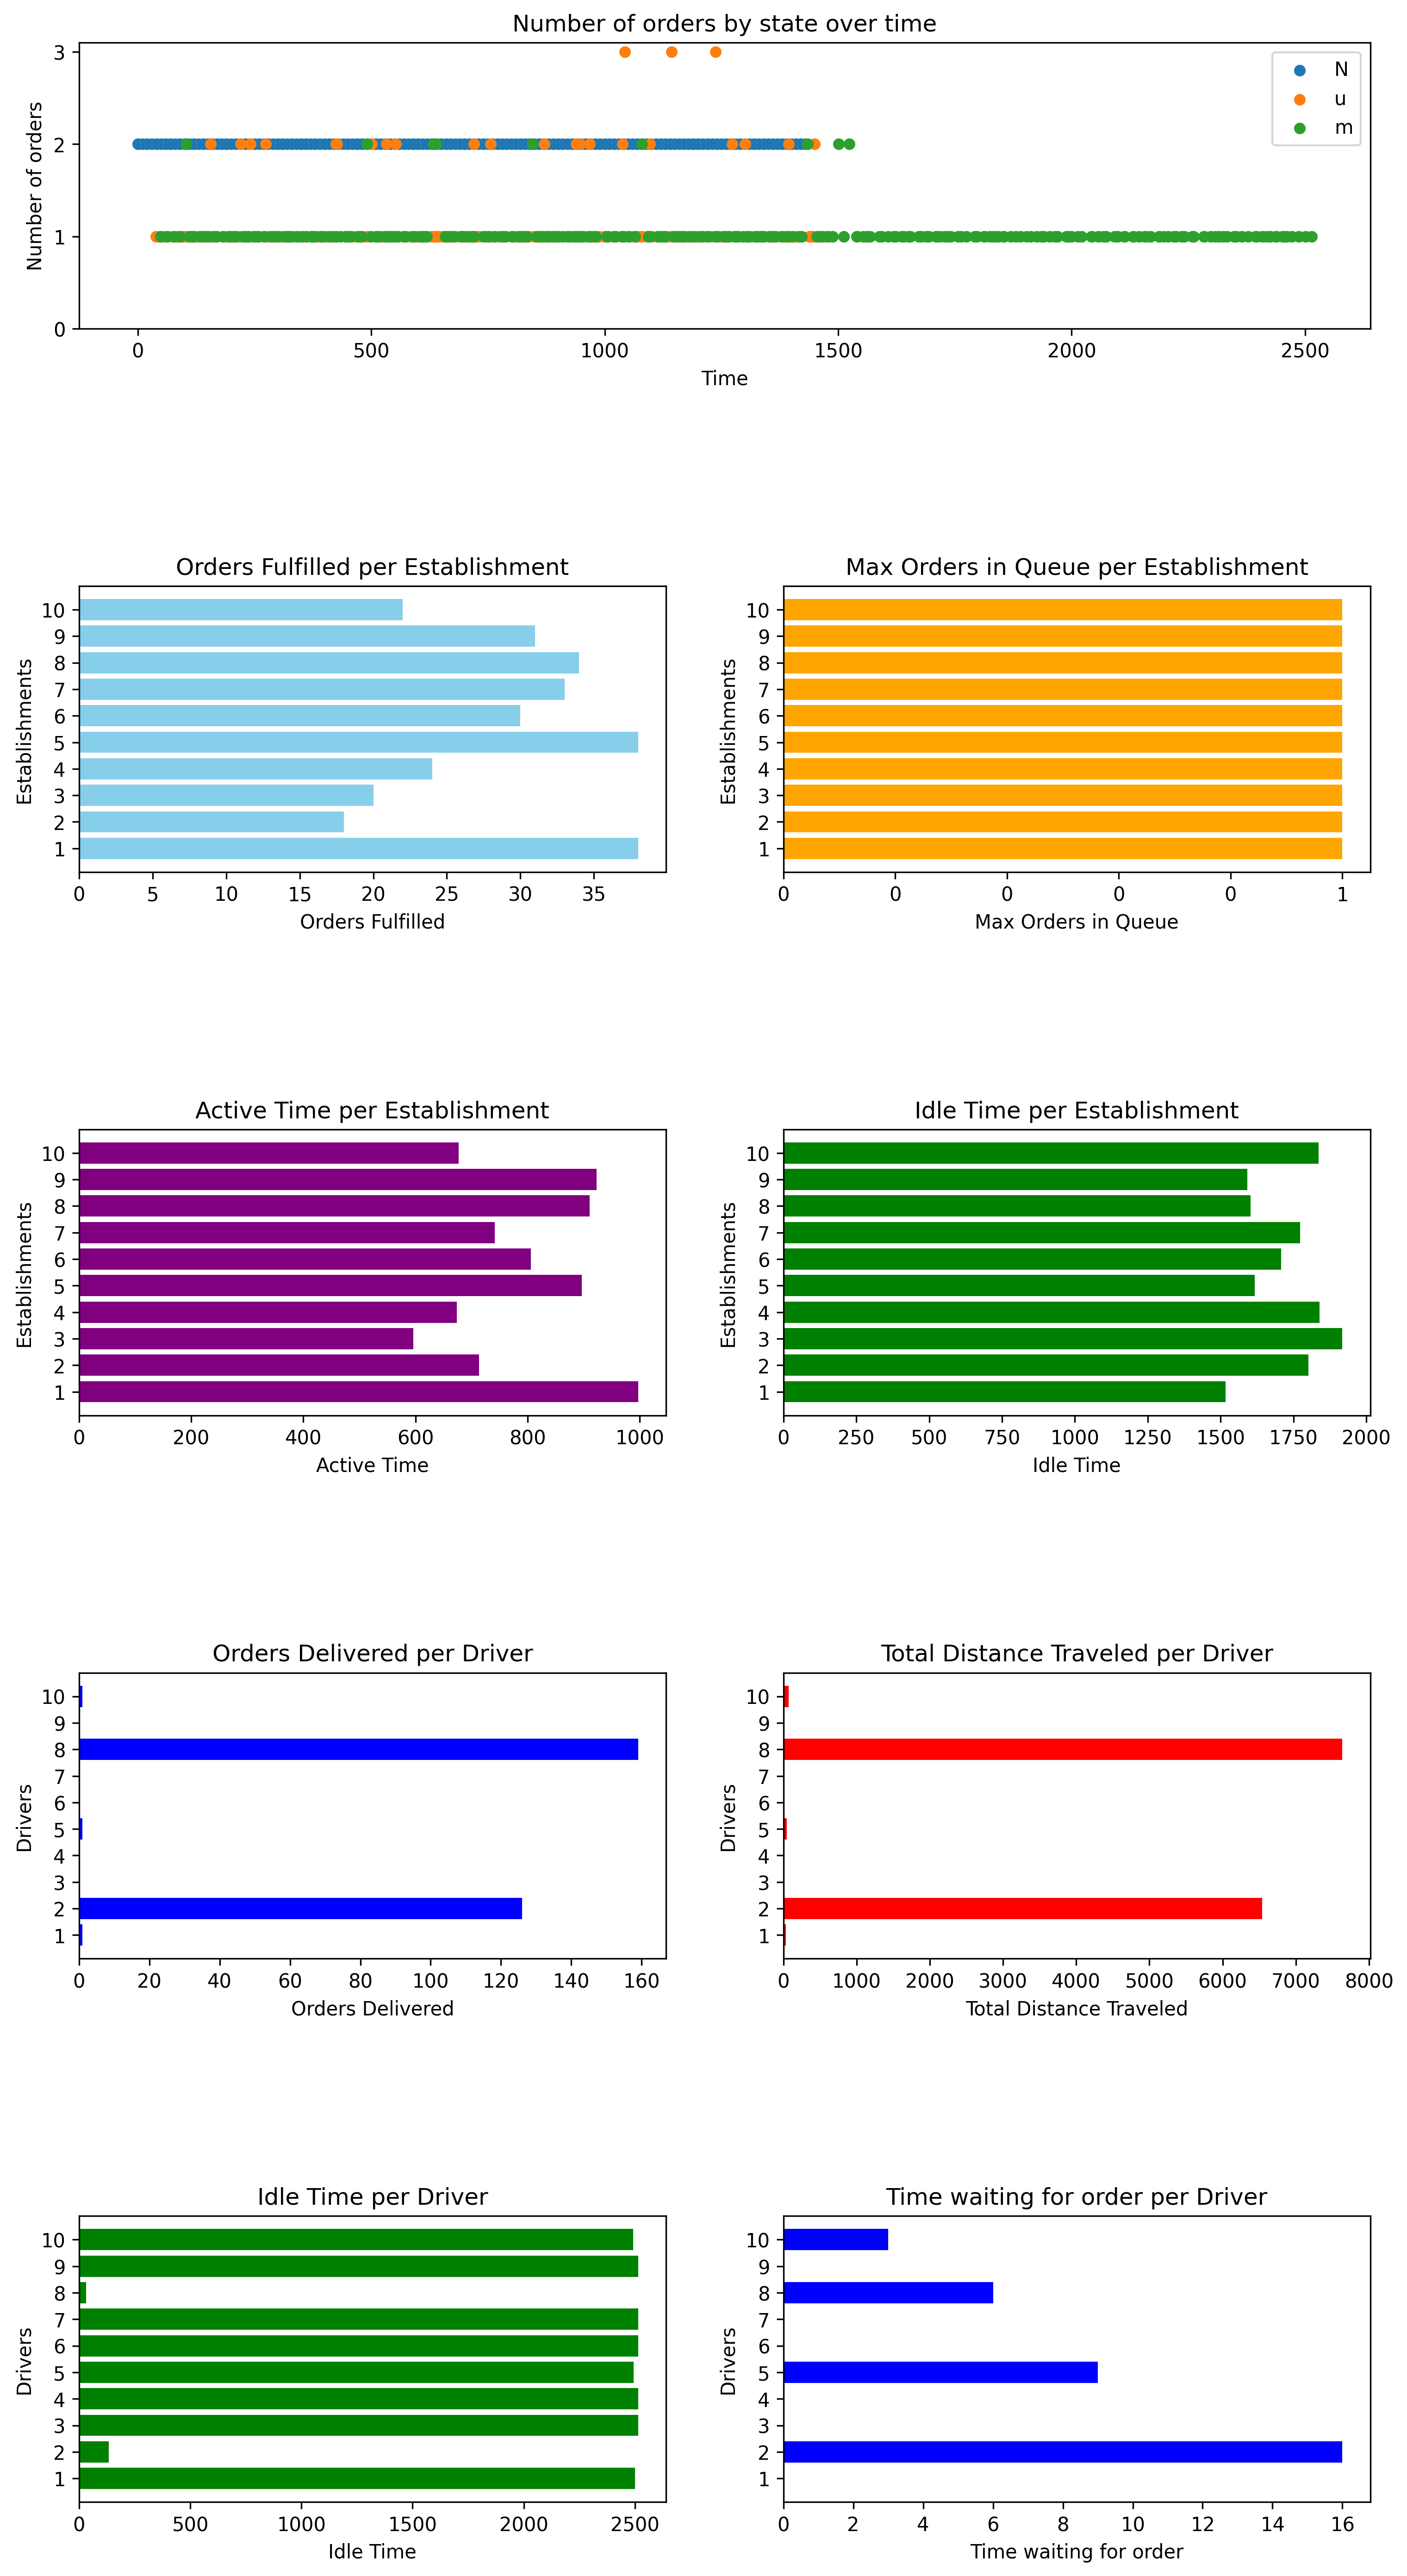 Number of orders by state over time
3
2
1
0
Number of orders
N
u
m
0 500 1000 1500 2000 2500
Time
Orders Fulfilled per Establishment
10
9
8
7
6
5
4
3
2
1
Establishments
0 5 10 15 20 25 30 35
Orders Fulfilled
Max Orders in Queue per Establishment
10
9
8
7
6
5
4
3
2
1
Establishments
0 0 0 0 0 1
Max Orders in Queue
Active Time per Establishment
10
9
8
7
6
5
4
3
2
1
Establishments
0 200 400 600 800 1000
Active Time
Idle Time per Establishment
10
9
8
7
6
5
4
3
2
1
Establishments
0 250 500 750 1000 1250 1500 1750 2000
Idle Time
Orders Delivered per Driver
10
9
8
7
6
5
4
3
2
1
Drivers
0 20 40 60 80 100 120 140 160
Orders Delivered
Total Distance Traveled per Driver
10
9
8
7
6
5
4
3
2
1
Drivers
0 1000 2000 3000 4000 5000 6000 7000 8000
Total Distance Traveled
Idle Time per Driver
10
9
8
7
6
5
4
3
2
1
Drivers
0 500 1000 1500 2000 2500
Idle Time
Time waiting for order per Driver
10
9
8
7
6
5
4
3
2
1
Drivers
0 2 4 6 8 10 12 14 16
Time waiting for order